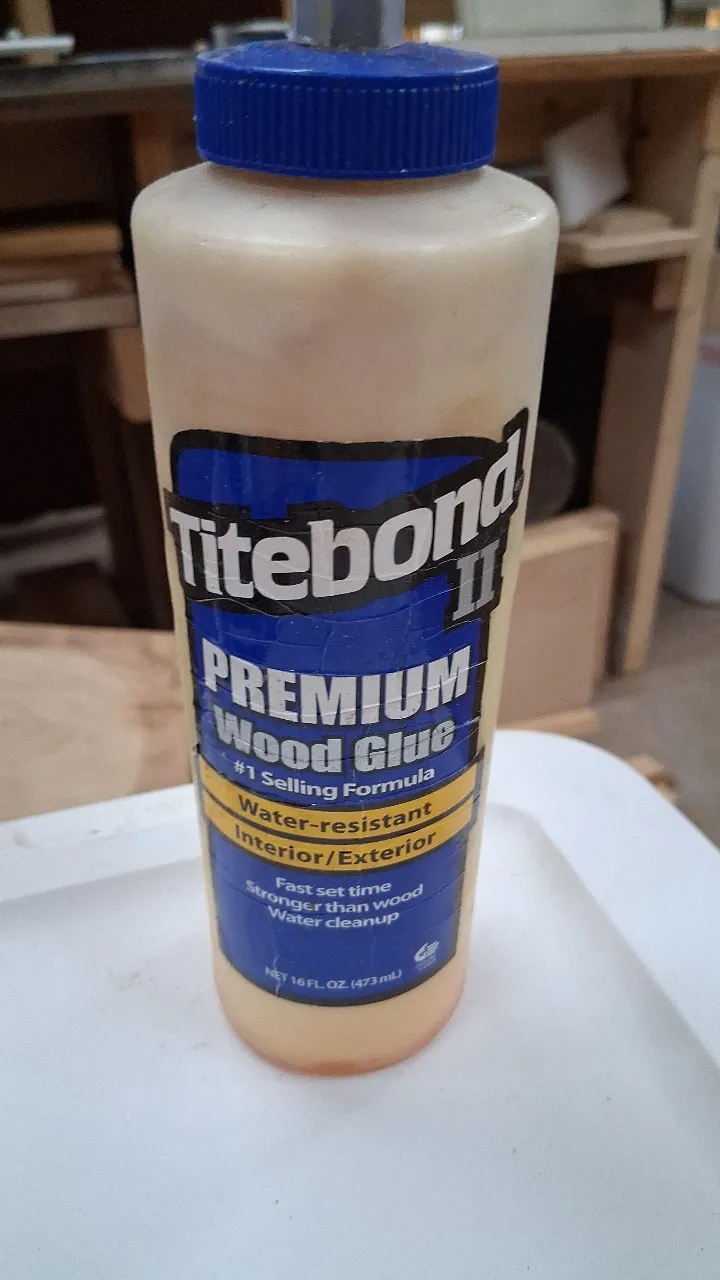 Titebond
II
PREMIUM
Wood Glue
#1 Selling Formula
Water-resistant
Interior/Exterior
Fast set time
Stronger than wood
Water cleanup
NET 16 FL. OZ. (473 mL)